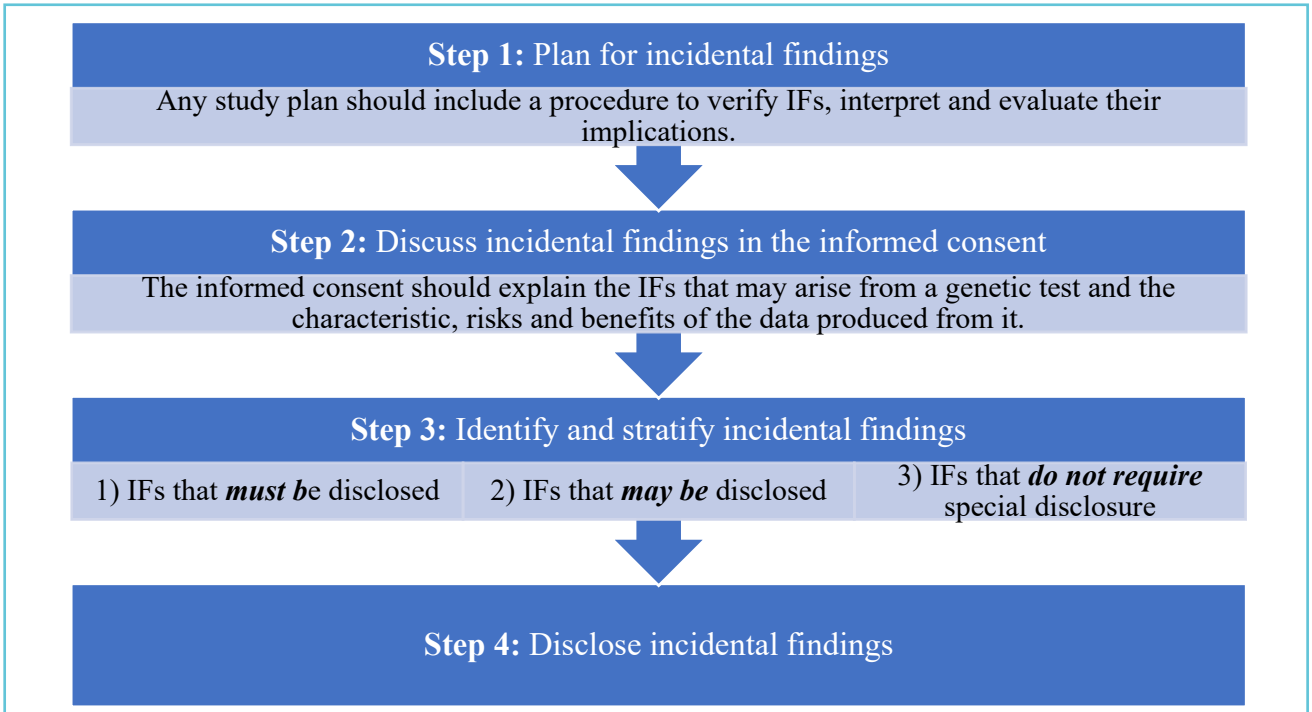 Step 1: Plan for incidental findings
Any study plan should include a procedure to verify IFs, interpret and evaluate their
implications.
Step 2: Discuss incidental findings in the informed consent
The informed consent should explain the IFs that may arise from a genetic test and the
characteristic, risks and benefits of the data produced from it.
Step 3: Identify and stratify incidental findings
1) IFs that must be disclosed
2) IFs that may be disclosed
3) IFs that do not require
special disclosure
Step 4: Disclose incidental findings